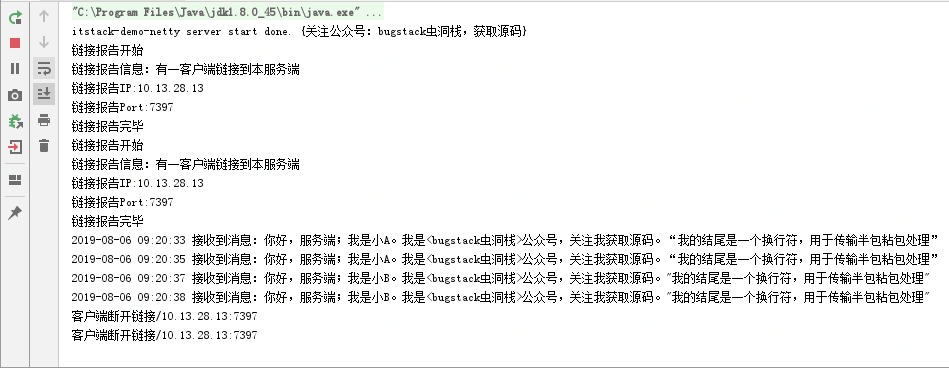 "C:\Program Files\Java\jdk1.8.0_45\bin\java.exe" ...
itstack-demo-netty server start done. {关注公众号：bugstack虫洞栈，获取源码}
链接报告开始
链接报告信息：有一客户端链接到本服务端
链接报告IP:10.13.28.13
链接报告Port:7397
链接报告完毕
链接报告开始
链接报告信息：有一客户端链接到本服务端
链接报告IP:10.13.28.13
链接报告Port:7397
链接报告完毕
2019-08-06 09:20:33 接收到消息：你好，服务端；我是小A。我是<bugstack虫洞栈>公众号，关注我获取源码。“我的结尾是一个换行符，用于传输半包粘包处理”
2019-08-06 09:20:35 接收到消息：你好，服务端；我是小A。我是<bugstack虫洞栈>公众号，关注我获取源码。“我的结尾是一个换行符，用于传输半包粘包处理”
2019-08-06 09:20:37 接收到消息：你好，服务端；我是小B。我是<bugstack虫洞栈>公众号，关注我获取源码。"我的结尾是一个换行符，用于传输半包粘包处理"
2019-08-06 09:20:38 接收到消息：你好，服务端；我是小B。我是<bugstack虫洞栈>公众号，关注我获取源码。"我的结尾是一个换行符，用于传输半包粘包处理"
客户端断开链接/10.13.28.13:7397
客户端断开链接/10.13.28.13:7397